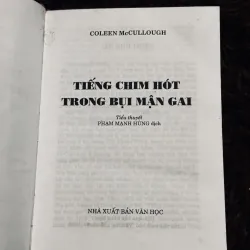 COLEEN McCULLOUGH
TIẾNG CHIM HÓT
TRONG BỤI MẬN GAI
Tiểu thuyết
PHẠM MẠNH HÙNG dịch
NHÀ XUẤT BẢN VĂN HỌC